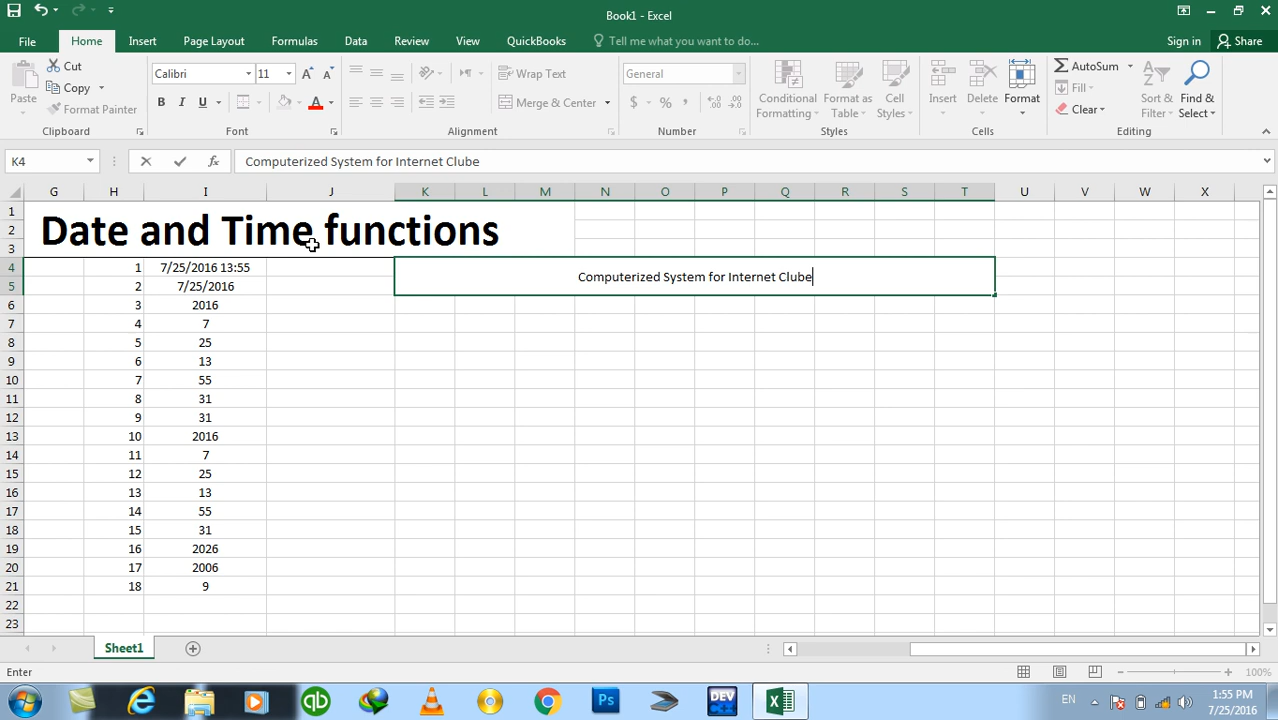 Book1 - Excel
File Home Insert Page Layout Formulas Data Review View QuickBooks Tell me what you want to do... Sign in Share
Cut
Copy
Format Painter
Paste
Clipboard
Calibri 11 A A
B I U A
Font
Wrap Text
Merge & Center
Alignment
General
$ % ,
Number
Conditional Formatting
Format as Table
Cell Styles
Styles
Insert Delete Format
Cells
AutoSum
Fill
Clear
Sort & Filter
Find & Select
Editing
K4 fx Computerized System for Internet Clube
G H I J K L M N O P Q R S T U V W X
1
2 Date and Time functions
3
4 1 7/25/2016 13:55
5 2 7/25/2016 Computerized System for Internet Clube
6 3 2016
7 4 7
8 5 25
9 6 13
10 7 55
11 8 31
12 9 31
13 10 2016
14 11 7
15 12 25
16 13 13
17 14 55
18 15 31
19 16 2026
20 17 2006
21 18 9
22
23
Sheet1
Enter 100%
Ps DEV C++ EN 1:55 PM
7/25/2016